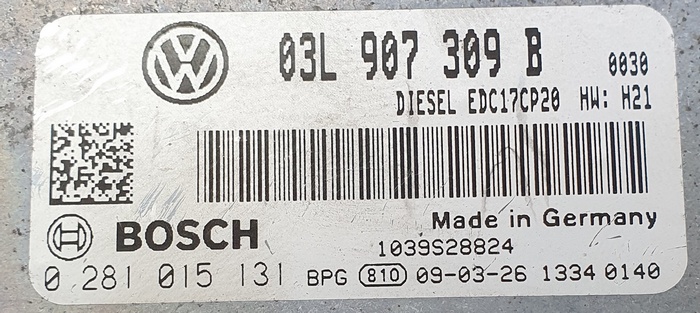 03L 907 309 B 0030
DIESEL EDC17CP20 HW: H21
Made in Germany
BOSCH
1039S28824
0 281 015 131 BPG 810 09-03-26 1334 0140